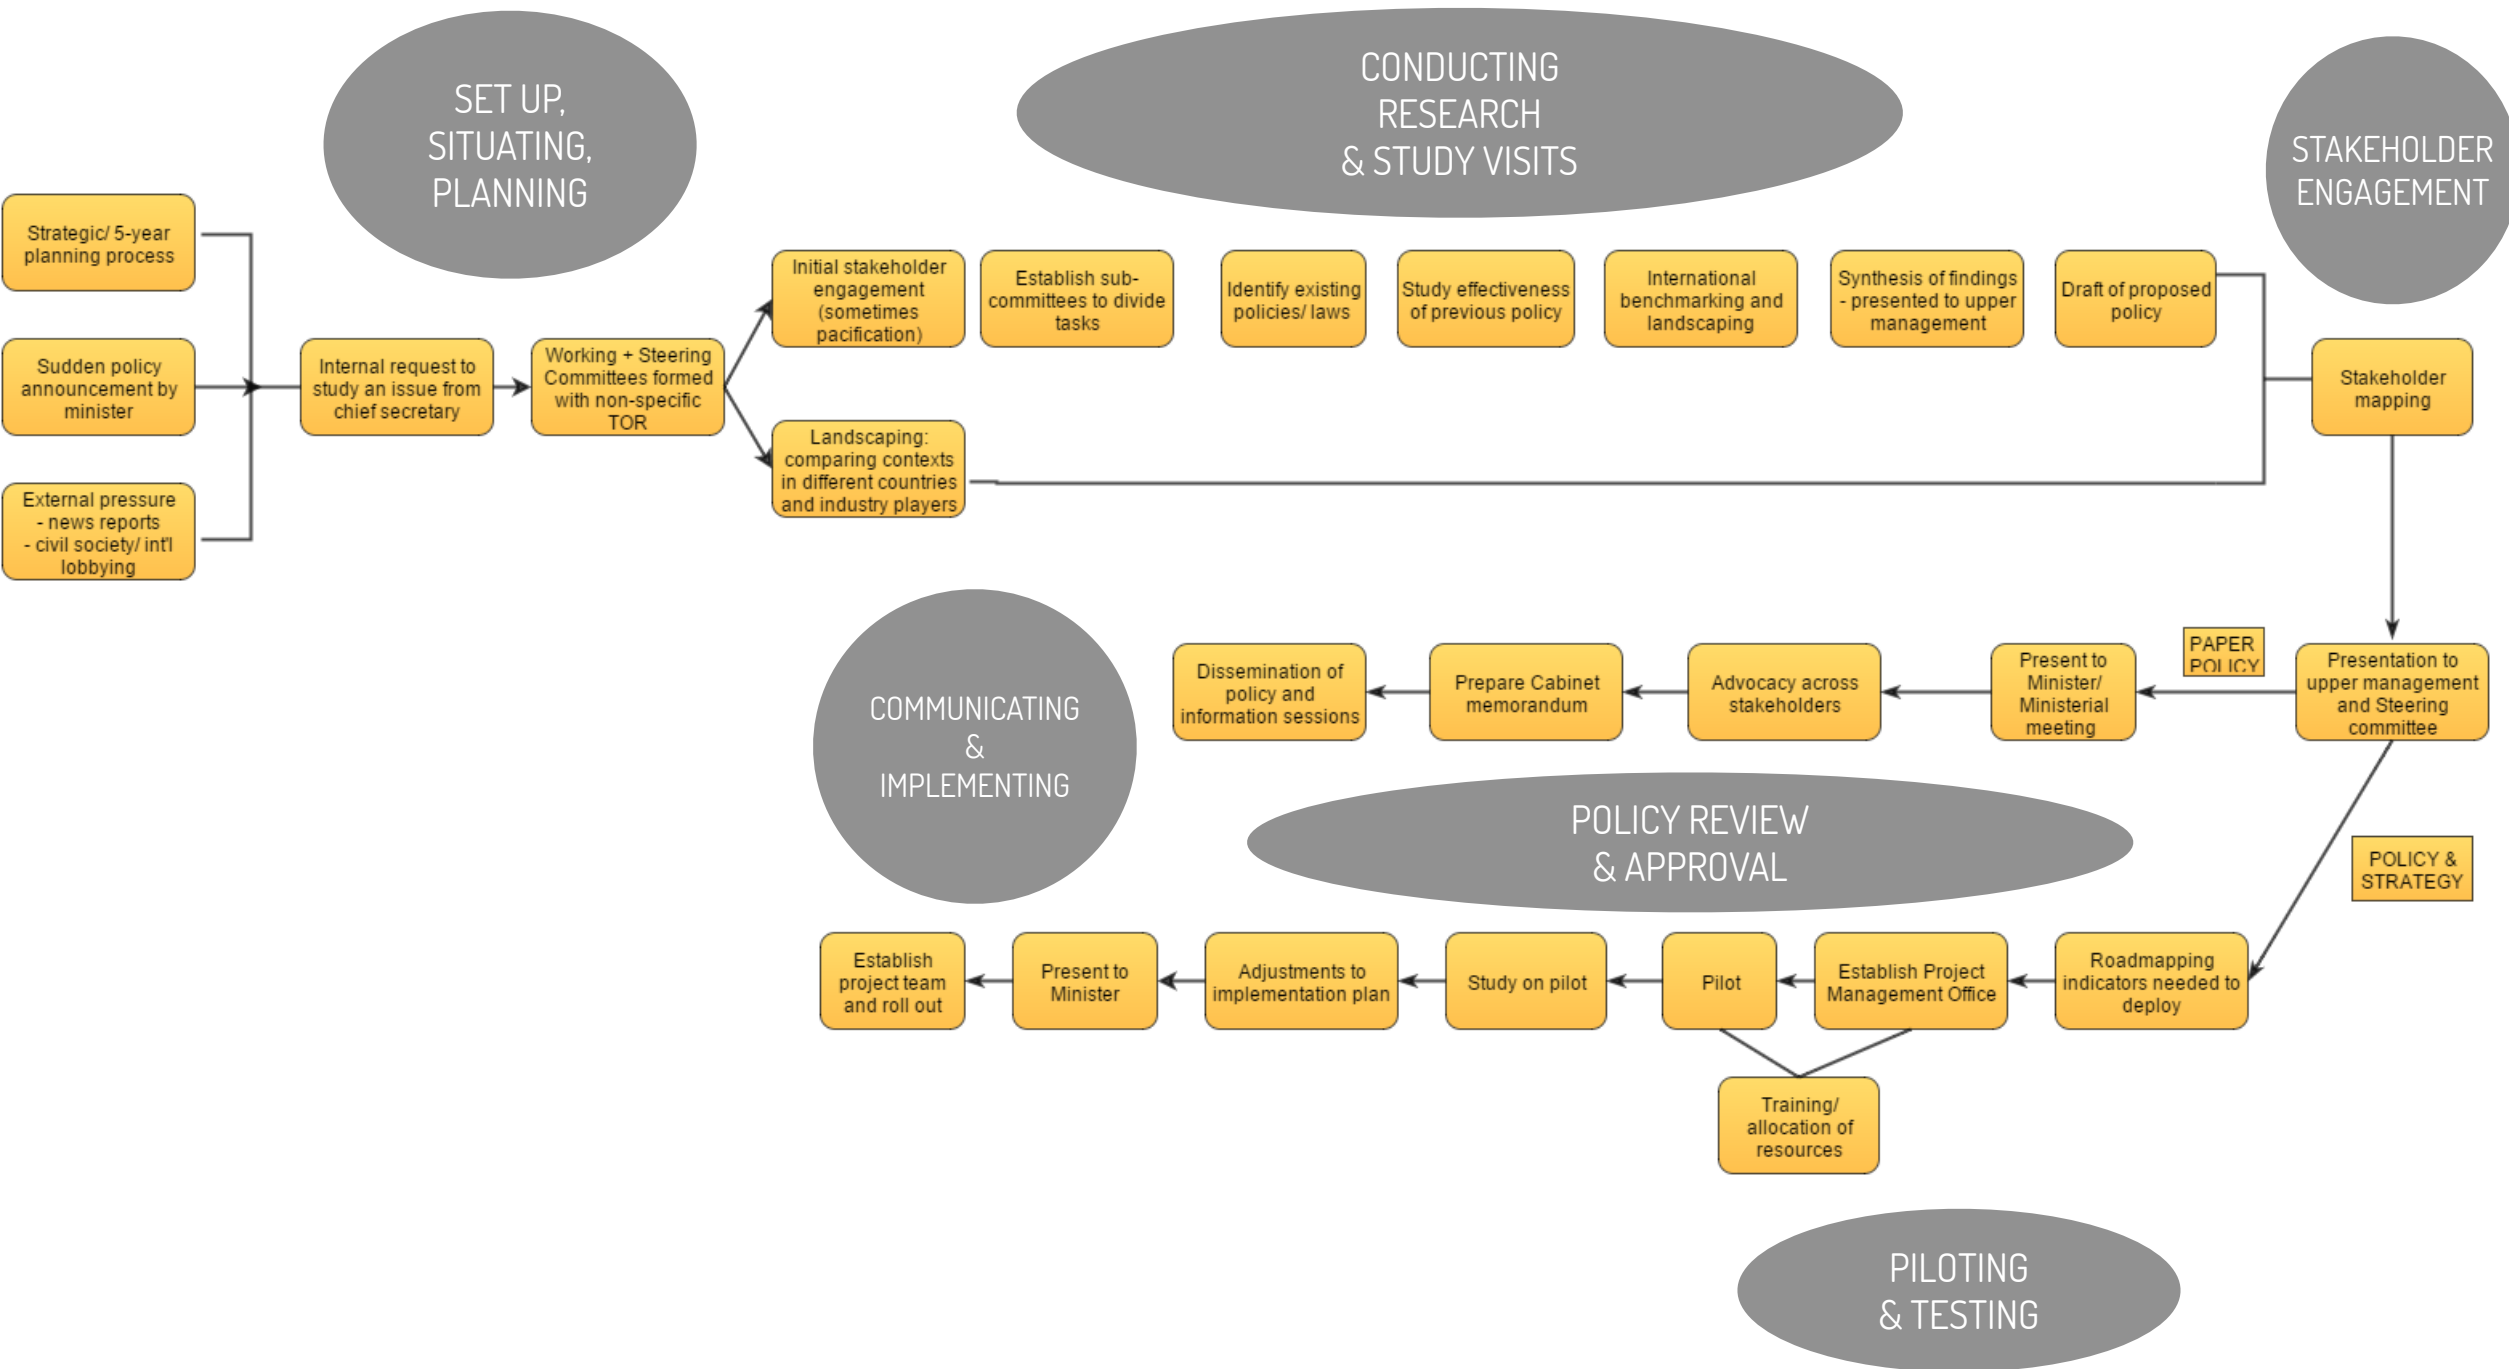 SET UP,
SITUATING,
PLANNING
CONDUCTING
RESEARCH
& STUDY VISITS
STAKEHOLDER
ENGAGEMENT
Strategic/ 5-year
planning process
Sudden policy
announcement by
minister
External pressure
- news reports
- civil society/ int'l
lobbying
Internal request to
study an issue from
chief secretary
Working + Steering
Committees formed
with non-specific
TOR
Initial stakeholder
engagement
(sometimes
pacification)
Landscaping:
comparing contexts
in different countries
and industry players
Establish sub-
committees to divide
tasks
Identify existing
policies/ laws
Study effectiveness
of previous policy
International
benchmarking and
landscaping
Synthesis of findings
- presented to upper
management
Draft of proposed
policy
Stakeholder
mapping
Presentation to
upper management
and Steering
committee
PAPER
POLICY
Present to
Minister/
Ministerial
meeting
Advocacy across
stakeholders
Prepare Cabinet
memorandum
Dissemination of
policy and
information sessions
COMMUNICATING
&
IMPLEMENTING
POLICY REVIEW
& APPROVAL
POLICY &
STRATEGY
Roadmapping
indicators needed to
deploy
Establish Project
Management Office
Pilot
Study on pilot
Adjustments to
implementation plan
Present to
Minister
Establish
project team
and roll out
Training/
allocation of
resources
PILOTING
& TESTING